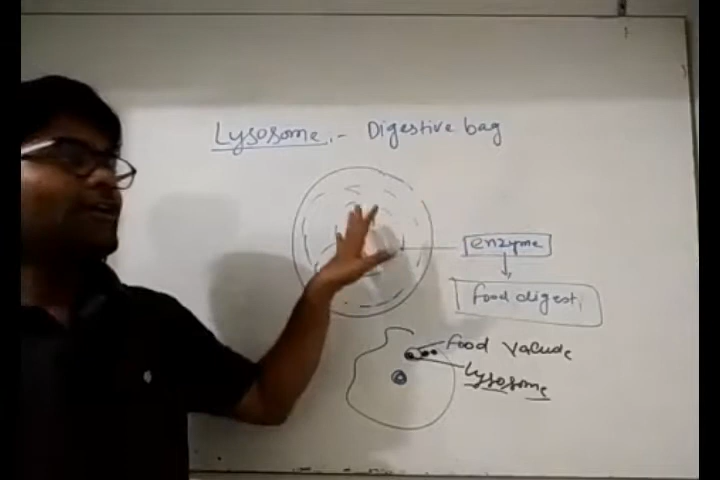 Lysosome :- Digestive bag
enzyme
food digest
food Vacuole
Lysosome